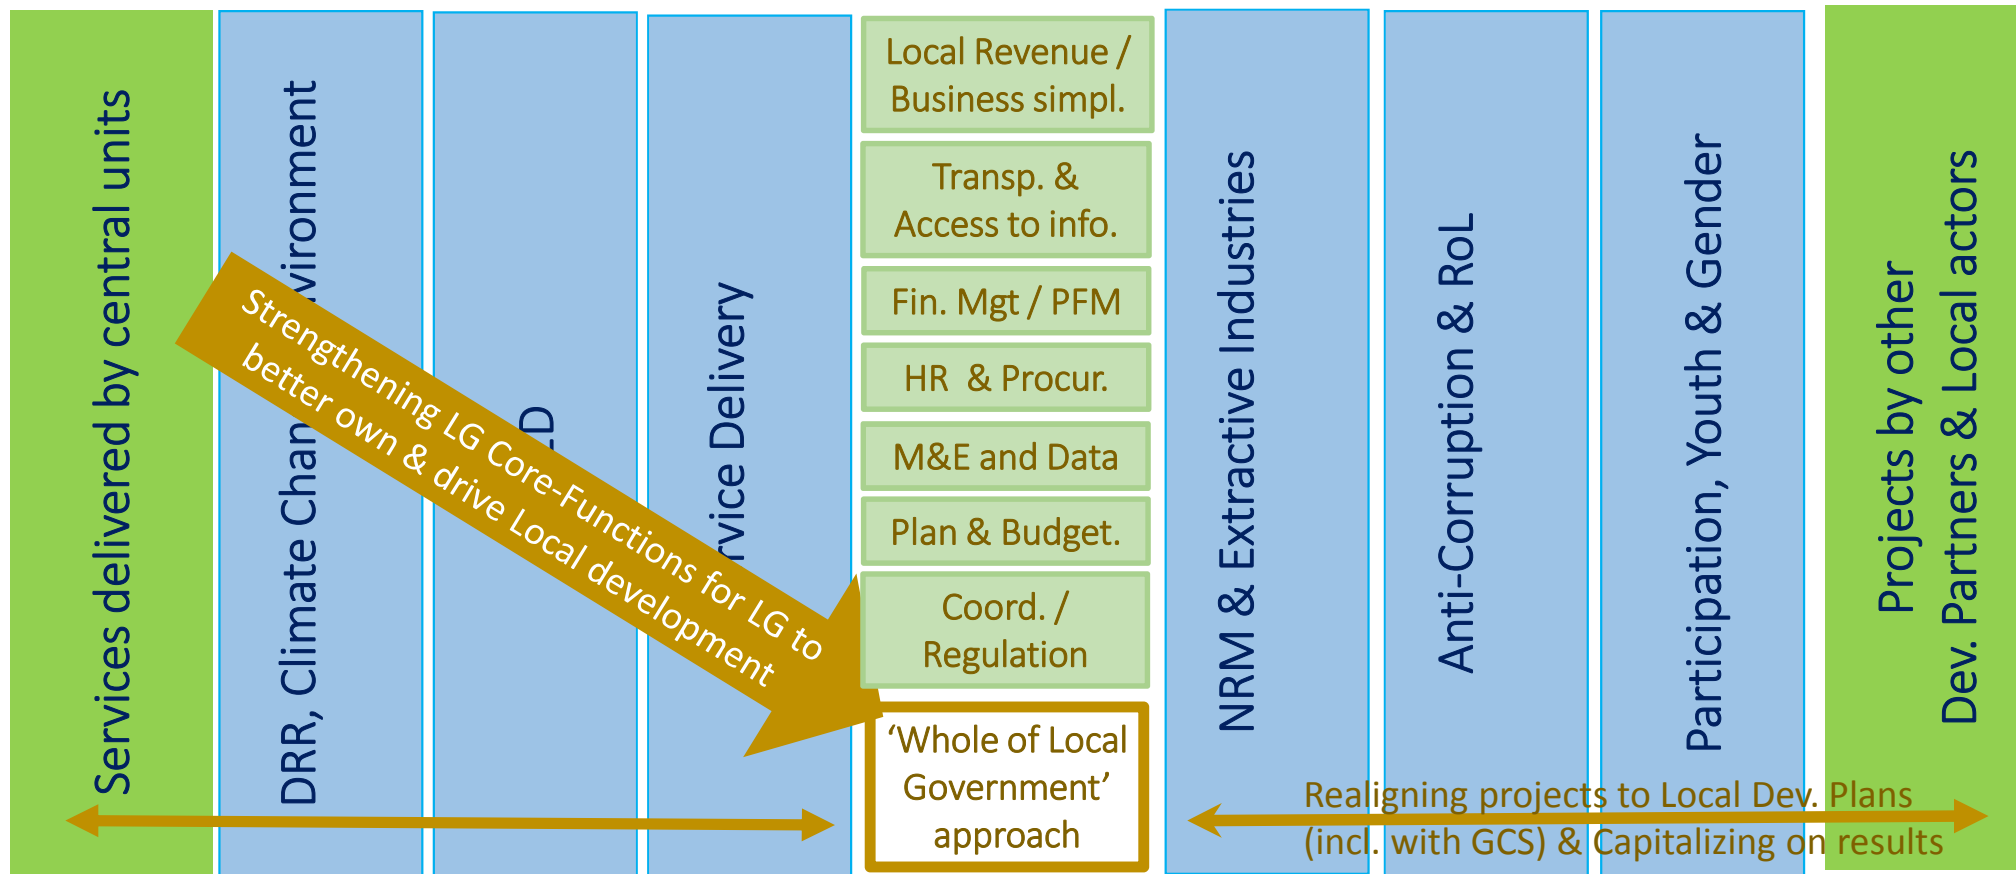 Services delivered by central units
DRR, Climate Chan vironment
D
rvice Delivery
Strengthening LG Core-Functions for LG to
better own & drive Local development
Local Revenue /
Business simpl.
Transp. &
Access to info.
Fin. Mgt / PFM
HR & Procur.
M&E and Data
Plan & Budget.
Coord. /
Regulation
‘Whole of Local
Government’
approach
NRM & Extractive Industries
Anti-Corruption & RoL
Participation, Youth & Gender
Projects by other
Dev. Partners & Local actors
Realigning projects to Local Dev. Plans
(incl. with GCS) & Capitalizing on results